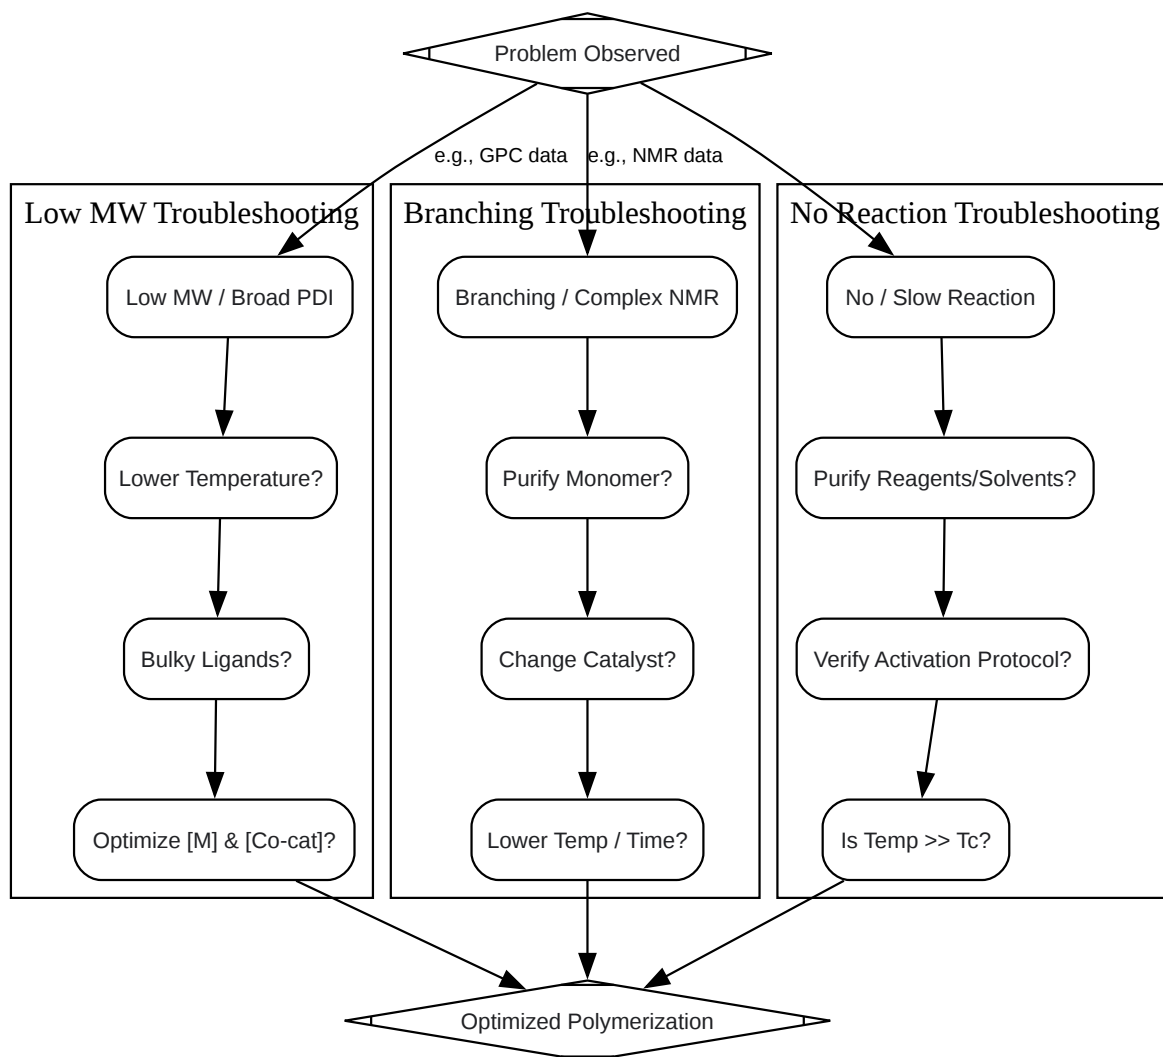 Problem Observed
e.g., GPC data
e.g., NMR data
Low MW Troubleshooting
Branching Troubleshooting
No Reaction Troubleshooting
Low MW / Broad PDI
Branching / Complex NMR
No / Slow Reaction
Lower Temperature?
Purify Monomer?
Purify Reagents/Solvents?
Bulky Ligands?
Change Catalyst?
Verify Activation Protocol?
Optimize [M] & [Co-cat]?
Lower Temp / Time?
Is Temp >> Tc?
Optimized Polymerization